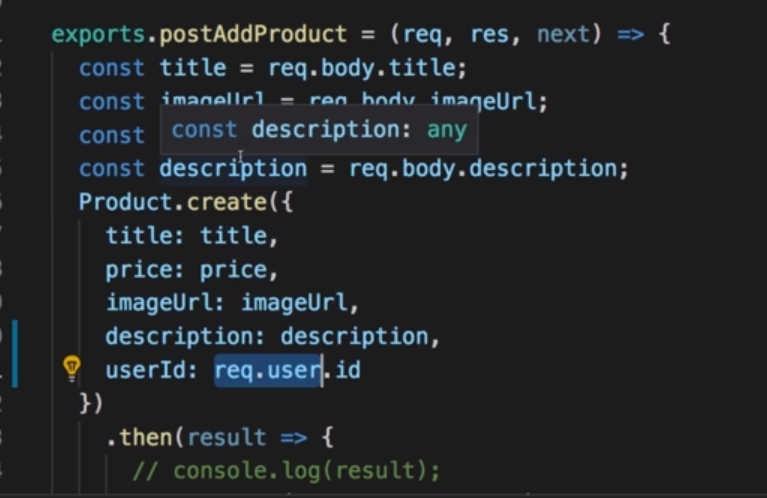 exports.postAddProduct = (req, res, next) => {
const title = req.body.title;
const imageUrl = req.body.imageUrl;
const description: any
const
const description = req.body.description;
Product.create({
title: title,
price: price,
imageUrl: imageUrl,
description: description,
userId: req.user.id
})
.then(result => {
// console.log(result);